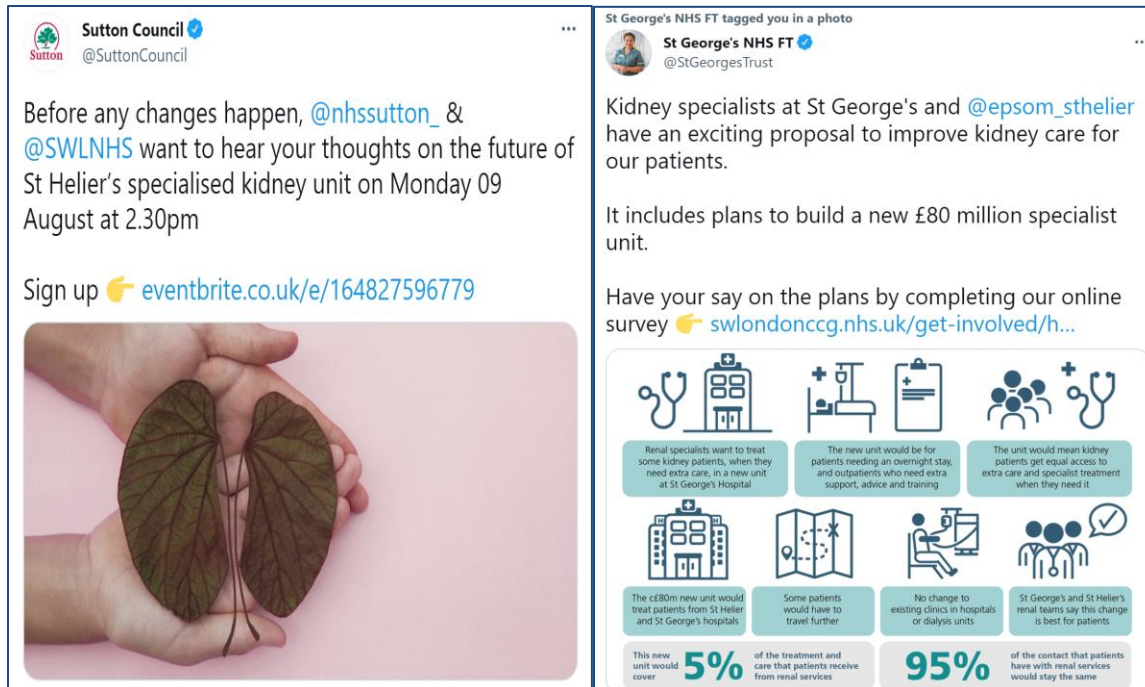 Sutton Council
@SuttonCouncil
Sutton
Before any changes happen, @nhssutton_ &
@SWLNHS want to hear your thoughts on the future of
St Helier's specialised kidney unit on Monday 09
August at 2.30pm
Sign up 👉 eventbrite.co.uk/e/164827596779
St George's NHS FT tagged you in a photo
St George's NHS FT
@StGeorgesTrust
Kidney specialists at St George's and @epsom_sthelier
have an exciting proposal to improve kidney care for
our patients.
It includes plans to build a new £80 million specialist
unit.
Have your say on the plans by completing our online
survey 👉 swlondonccg.nhs.uk/get-involved/h...
Renal specialists want to treat
some kidney patients, when they
need extra care, in a new unit
at St George's Hospital
The new unit would be for
patients needing an overnight stay,
and outpatients who need extra
support, advice and training
The unit would mean kidney
patients get equal access to
extra care and specialist treatment
when they need it
The c£80m new unit would
treat patients from St Helier
and St George's hospitals
Some patients
would have to
travel further
No change to
existing clinics in hospitals
or dialysis units
St George's and St Helier's
renal teams say this change
is best for patients
This new
unit would
cover
5%
of the treatment and
care that patients receive
from renal services
95%
of the contact that patients
have with renal services
would stay the same